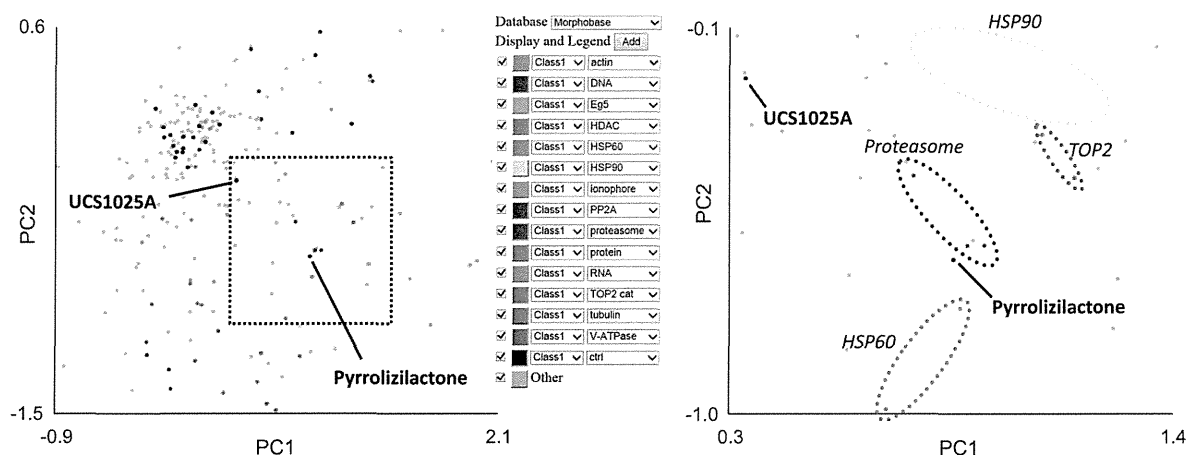 0.6
PC2
UCS1025A
Pyrrolizilactone
-1.5
-0.9
PC1
2.1
Database Morphobase
Display and Legend Add
Class1 actin
Class1 DNA
Class1 Eg5
Class1 HDAC
Class1 HSP60
Class1 HSP90
Class1 ionophore
Class1 PP2A
Class1 proteasome
Class1 protein
Class1 RNA
Class1 TOP2 cat
Class1 tubulin
Class1 V-ATPase
Class1 ctrl
Other
-0.1
HSP90
UCS1025A
Proteasome
TOP2
PC2
Pyrrolizilactone
HSP60
-1.0
0.3
PC1
1.4